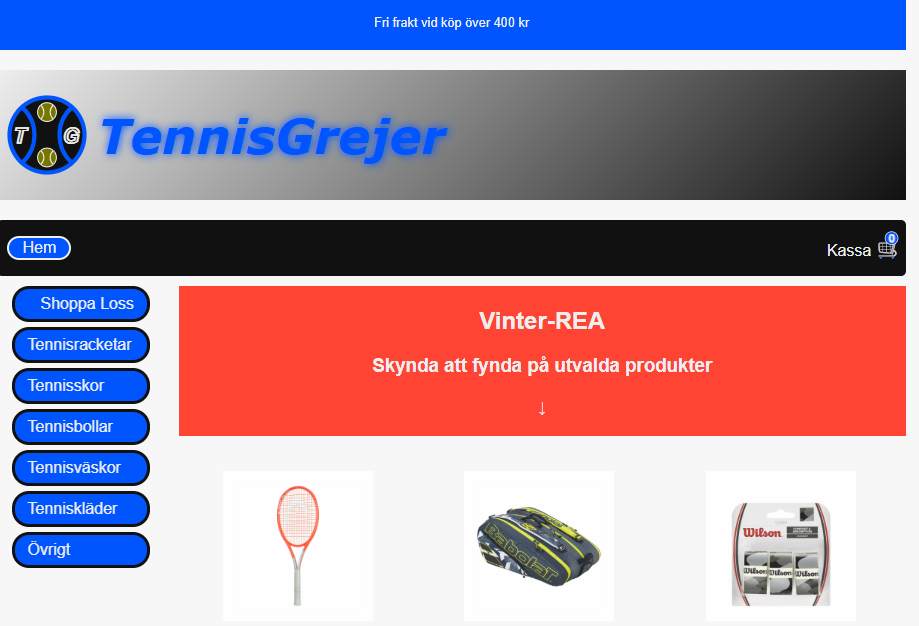 Fri frakt vid köp över 400 kr
T G
TennisGrejer
Hem
Kassa
0
Shoppa Loss
Tennisracketar
Tennisskor
Tennisbollar
Tennisväskor
Tenniskläder
Övrigt
Vinter-REA
Skynda att fynda på utvalda produkter
↓
Babolat
Wilson
Wilson Wilson Wilson